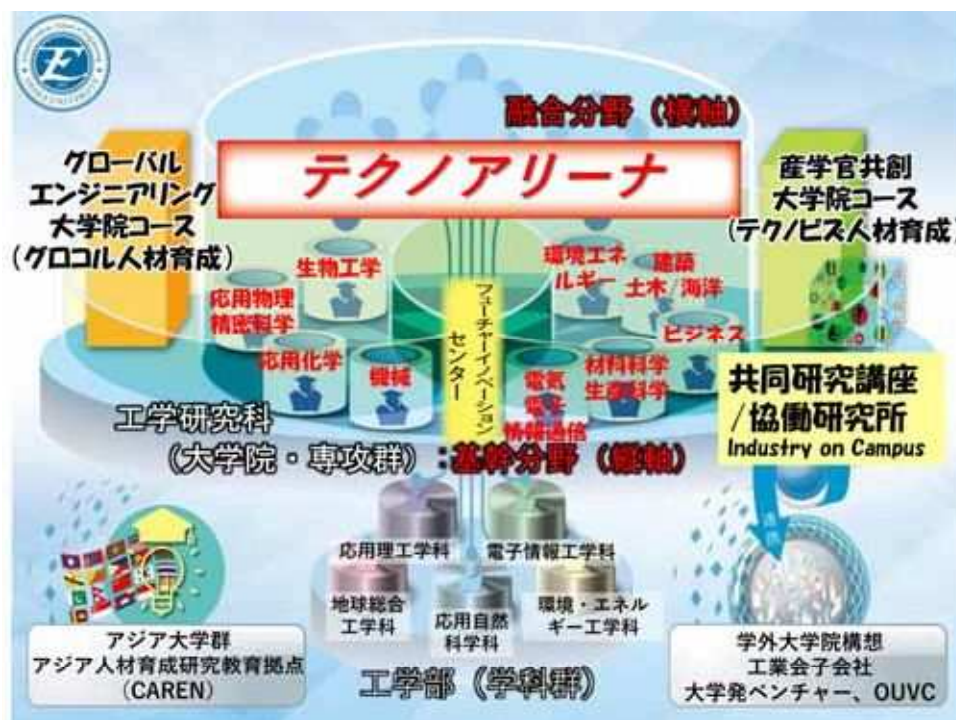 融合分野（横軸）
テクノアリーナ
グローバル
エンジニアリング
大学院コース
(グロコル人材育成)
産学官共創
大学院コース
(テクノビズ人材育成)
生物工学
応用物理
精密科学
応用化学
機械
フューチャーイノベーション
センター
環境エネ
ルギー
建築
土木/海洋
ビジネス
材料科学
生産科学
電気
電子
情報通信
工学研究科
(大学院・専攻群)：基幹分野（縦軸）
共同研究講座
/協働研究所
Industry on Campus
連携
応用理工学科
電子情報工学科
地球総合
工学科
応用自然
科学科
環境・エネル
ギー工学科
工学部（学科群）
アジア大学群
アジア人材育成研究教育拠点
(CAREN)
学外大学院構想
工業会子会社
大学発ベンチャー、OUVC